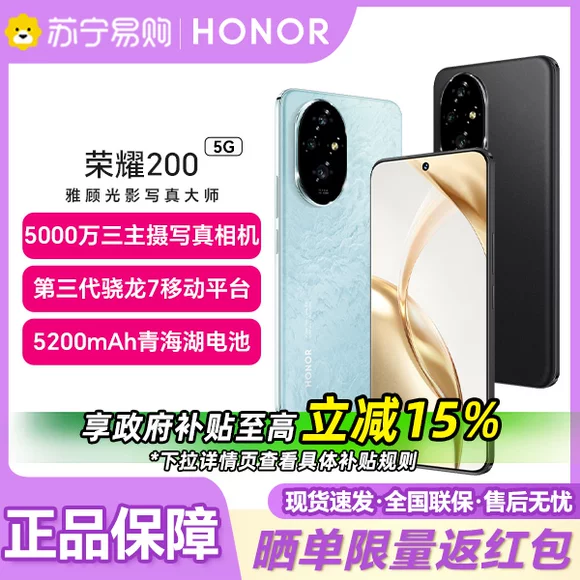 苏宁易购 HONOR
荣耀200 5G
雅顾光影写真大师
5000万三主摄写真相机
第三代骁龙7移动平台
5200mAh青海湖电池
HONOR
享政府补贴至高 立减15%
*下拉详情页查看具体补贴规则
正品保障
现货速发·全国联保·售后无忧
晒单限量返红包